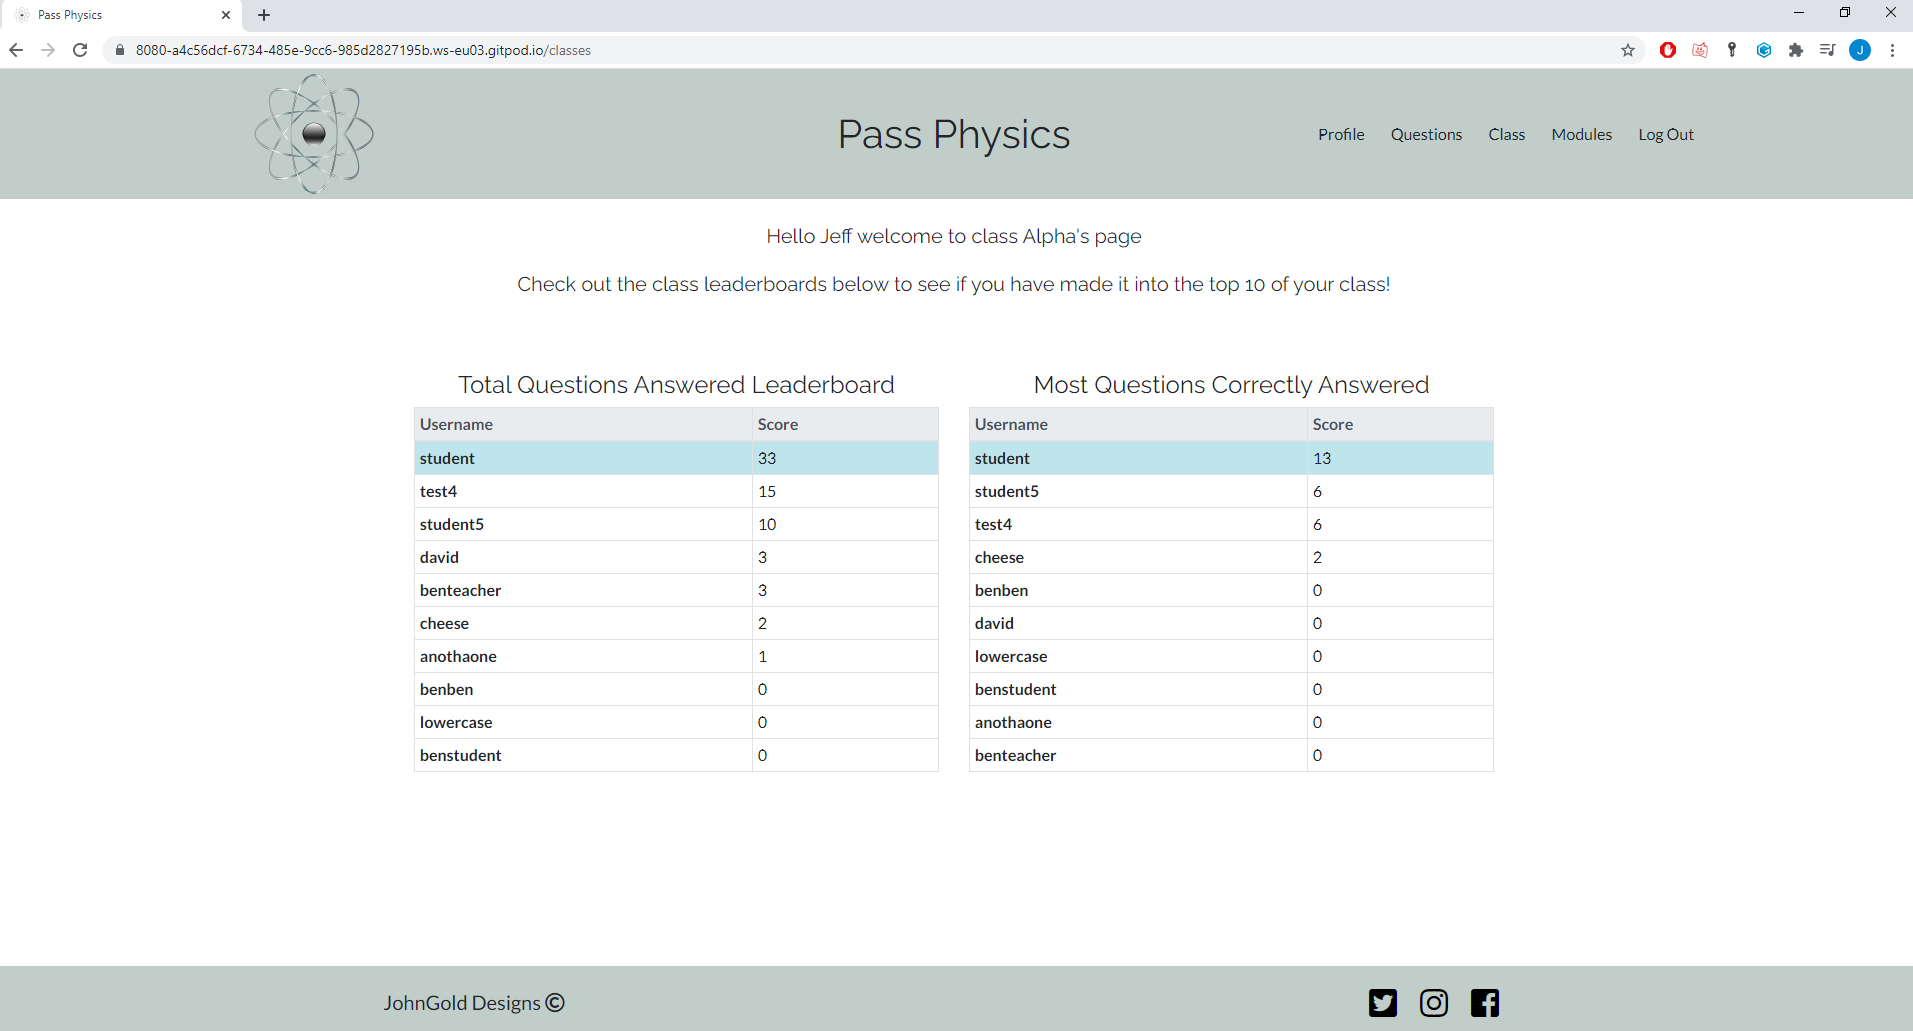 Pass Physics
8080-a4c56dcf-6734-485e-9cc6-985d2827195b.ws-eu03.gitpod.io/classes
J
Pass Physics
Profile Questions Class Modules Log Out
Hello Jeff welcome to class Alpha's page
Check out the class leaderboards below to see if you have made it into the top 10 of your class!
Total Questions Answered Leaderboard
Username Score
student 33
test4 15
student5 10
david 3
benteacher 3
cheese 2
anothaone 1
benben 0
lowercase 0
benstudent 0
Most Questions Correctly Answered
Username Score
student 13
student5 6
test4 6
cheese 2
benben 0
david 0
lowercase 0
benstudent 0
anothaone 0
benteacher 0
JohnGold Designs ©